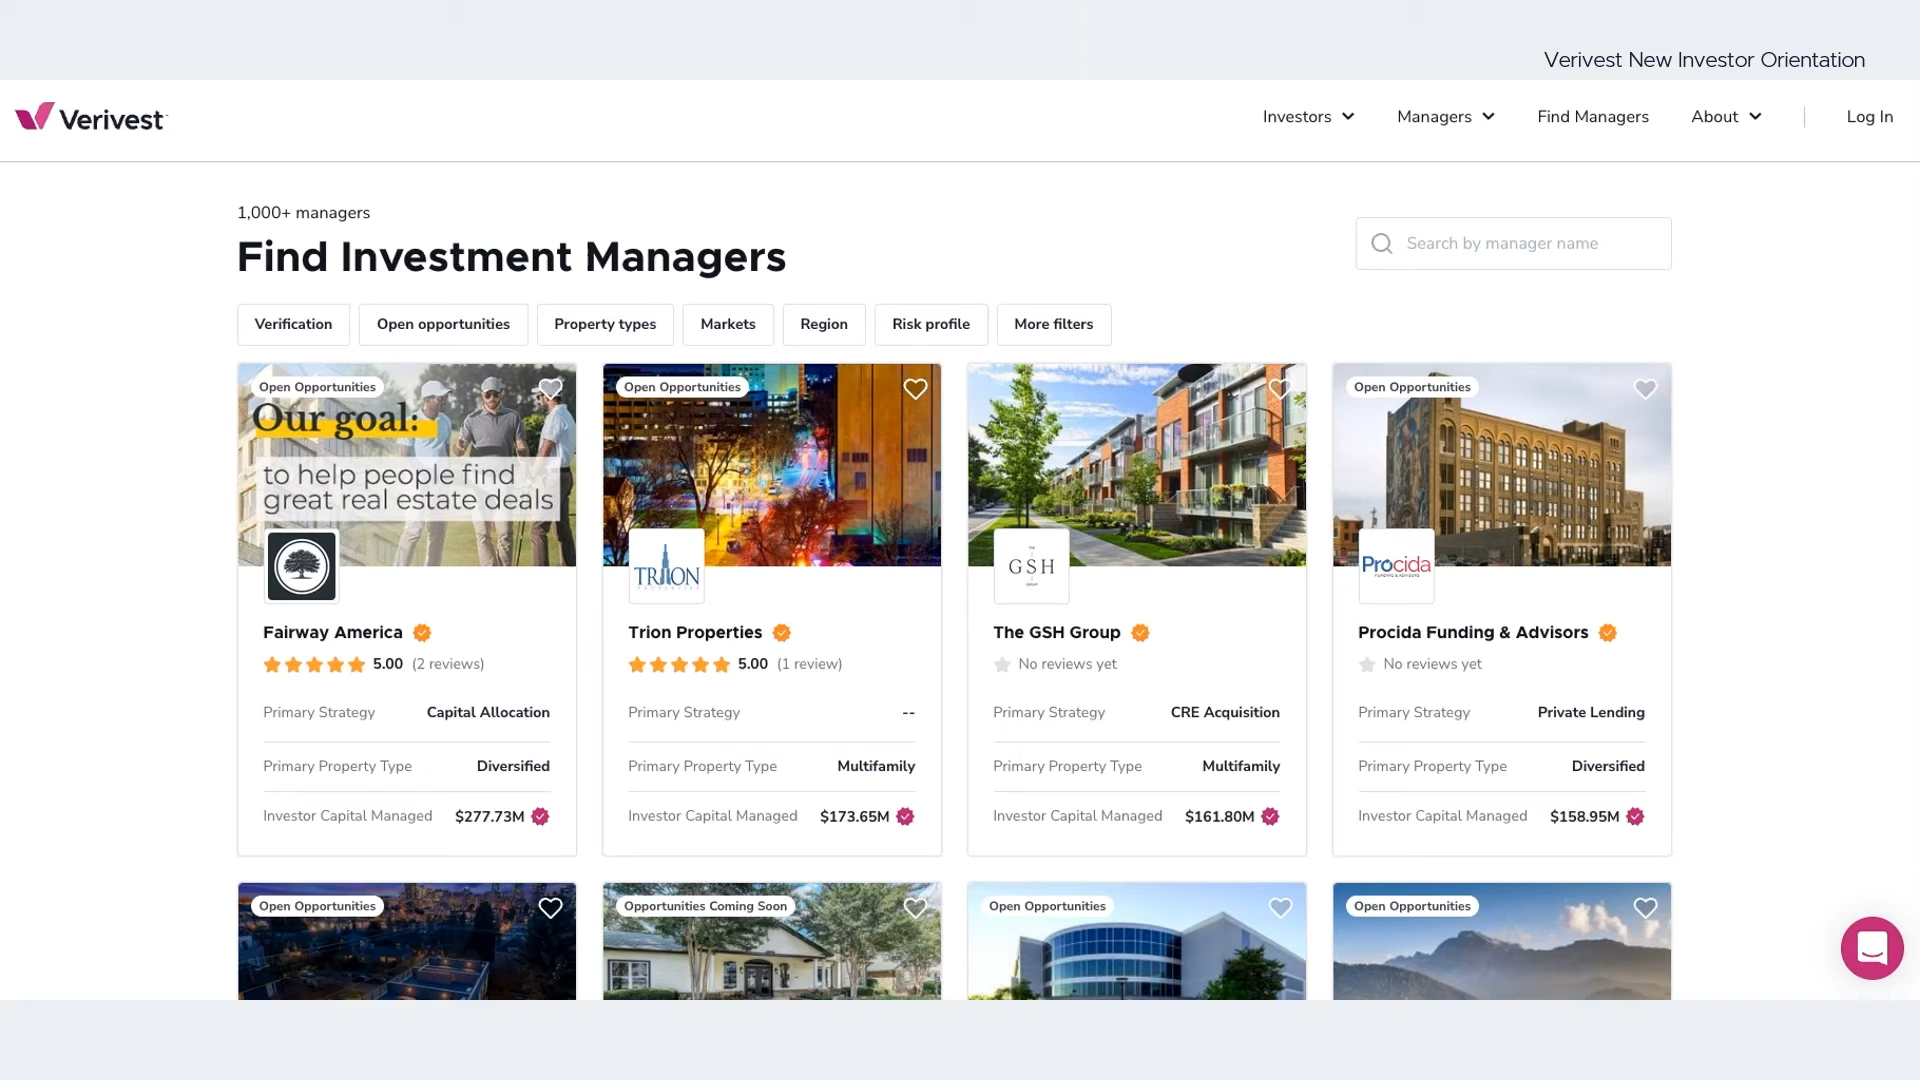 Verivest New Investor Orientation
Verivest
Investors
Managers
Find Managers
About
Log In
1,000+ managers
Find Investment Managers
Search by manager name
Verification
Open opportunities
Property types
Markets
Region
Risk profile
More filters
Open Opportunities
Our goal:
to help people find
great real estate deals
Fairway America
5.00 (2 reviews)
Primary Strategy Capital Allocation
Primary Property Type Diversified
Investor Capital Managed $277.73M
Open Opportunities
TRION
PROPERTIES
Trion Properties
5.00 (1 review)
Primary Strategy --
Primary Property Type Multifamily
Investor Capital Managed $173.65M
THE
GSH
GROUP
The GSH Group
No reviews yet
Primary Strategy CRE Acquisition
Primary Property Type Multifamily
Investor Capital Managed $161.80M
Open Opportunities
Procida
FUNDING & ADVISORS
Procida Funding & Advisors
No reviews yet
Primary Strategy Private Lending
Primary Property Type Diversified
Investor Capital Managed $158.95M
Open Opportunities
Opportunities Coming Soon
Open Opportunities
Open Opportunities